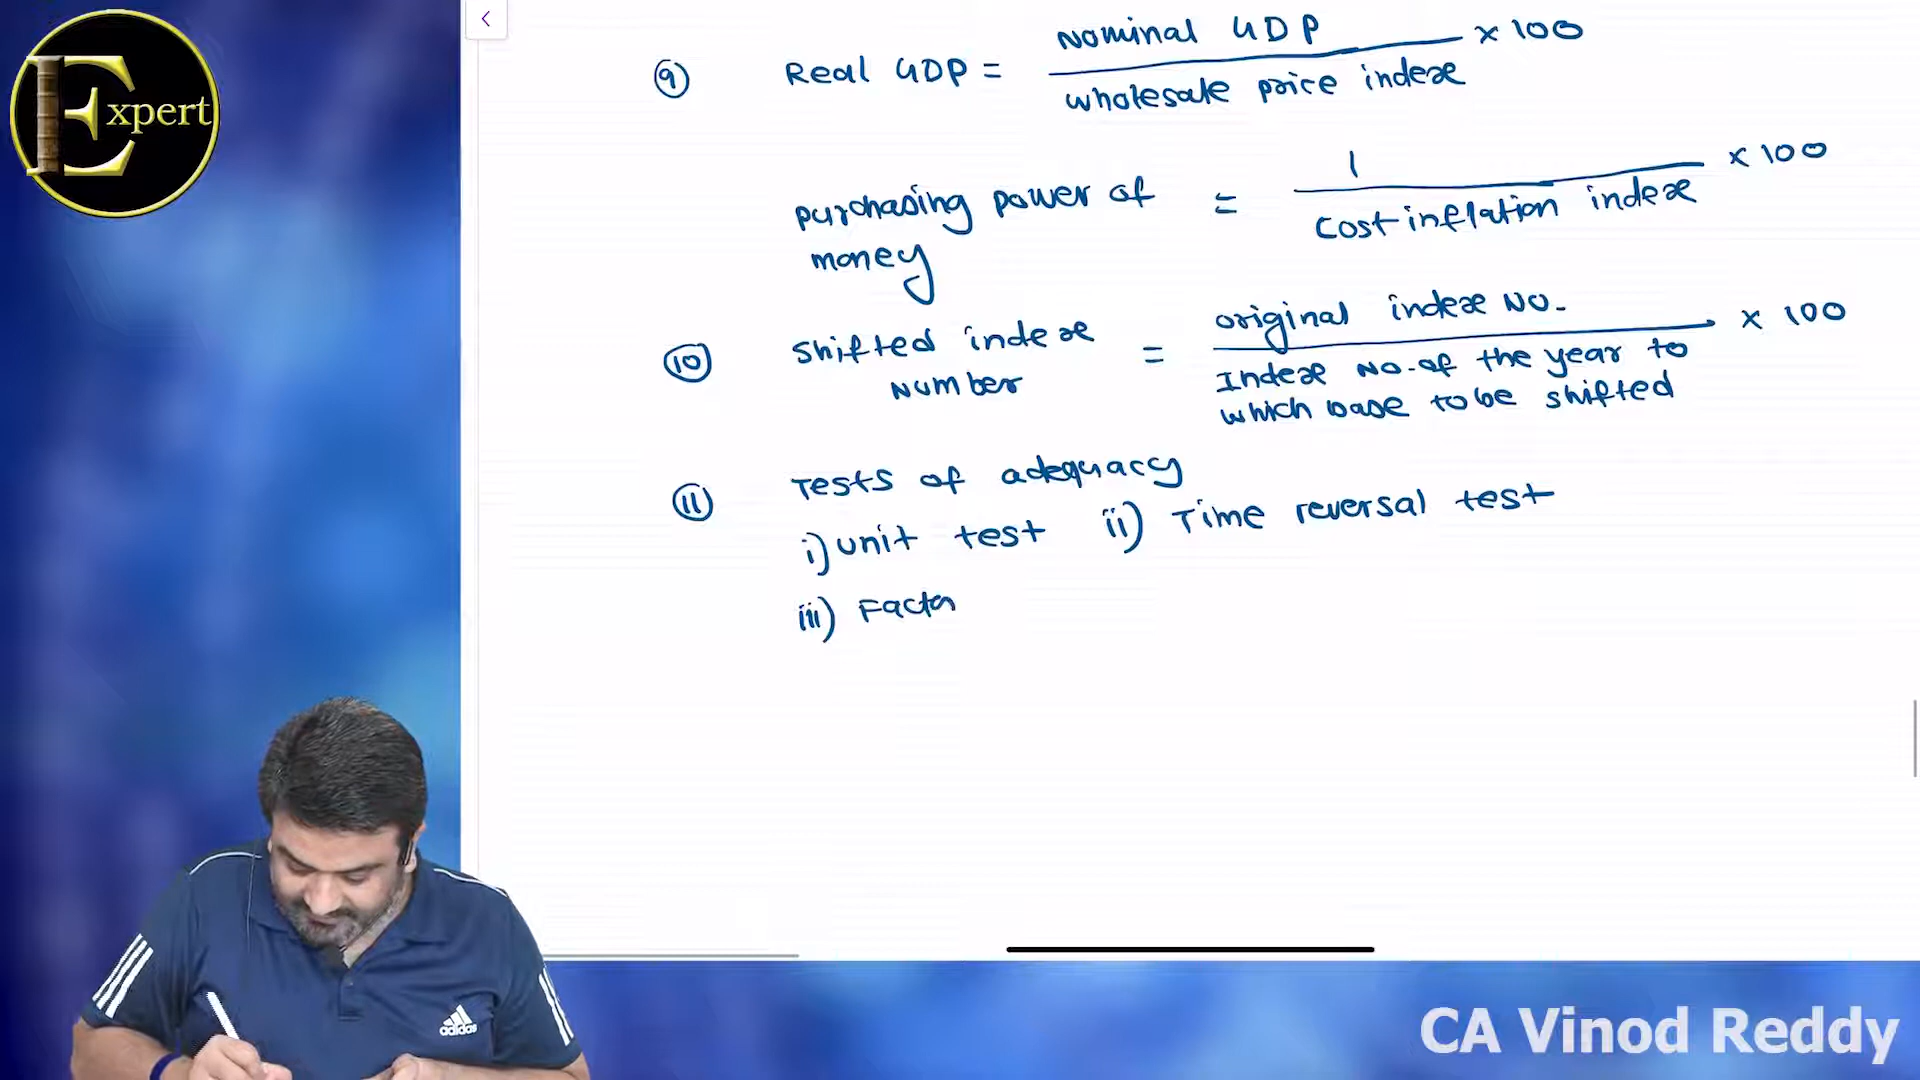 Expert
<
⑨ Real GDP = Nominal GDP / wholesale price index × 100
purchasing power of money = 1 / cost inflation index × 100
⑩ shifted index number = original index No. / Index No. of the year to which base to be shifted × 100
⑪ Tests of adequacy
i) unit test ii) Time reversal test
iii) Factor
adidas
CA Vinod Reddy